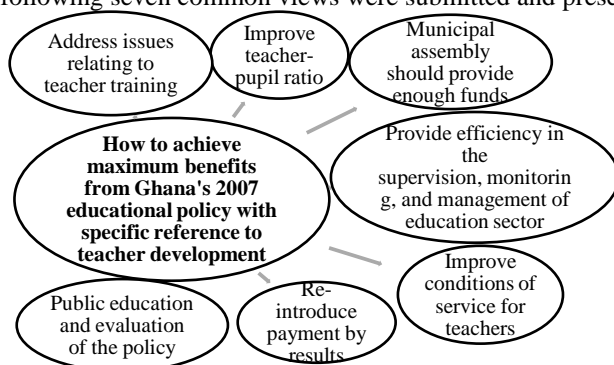 following seven common views were submitted and prese
Address issues
relating to
teacher training
Improve
teacher-
pupil ratio
Municipal
assembly
should provide
enough funds
How to achieve
maximum benefits
from Ghana's 2007
educational policy with
specific reference to
teacher development
Provide efficiency in
the
supervision, monitorin
g, and management of
education sector
Improve
conditions of
service for
teachers
Re-
introduce
payment by
results
Public education
and evaluation
of the policy